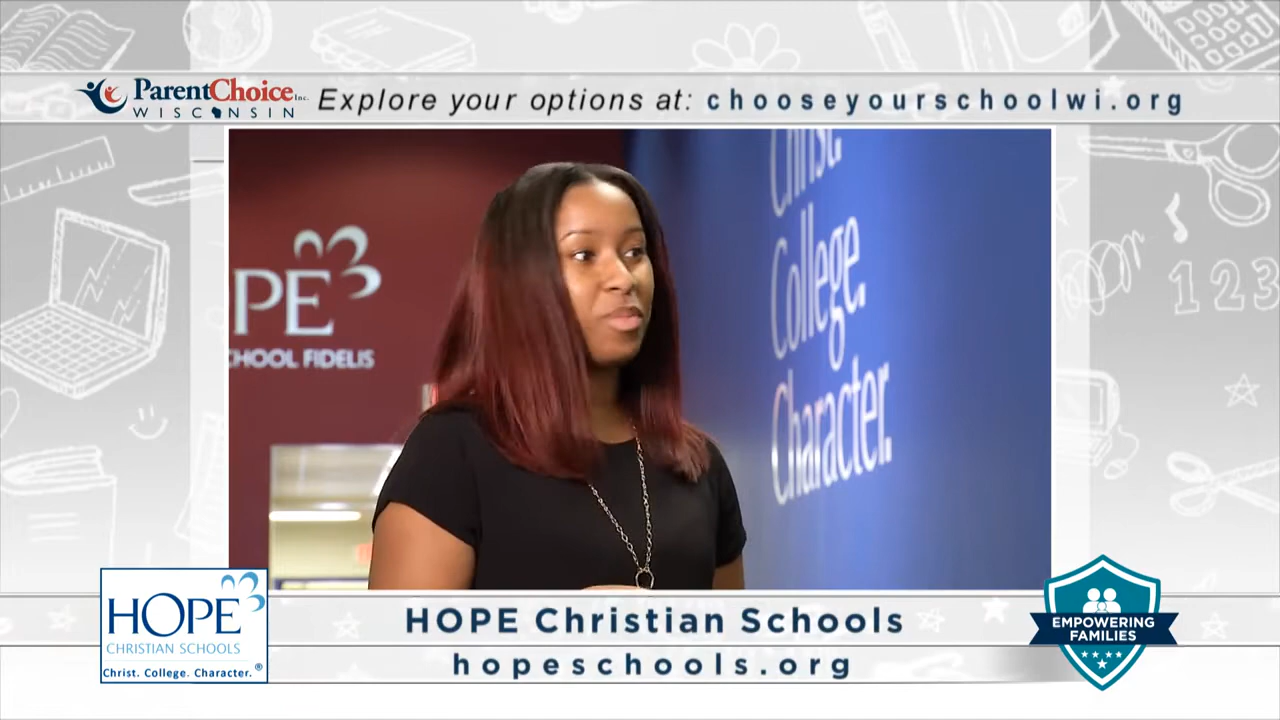 ParentChoice Inc.
WISCONSIN
Explore your options at: chooseyourschoolwi.org
Christ.
College.
Character.
PE
CHOOL FIDELIS
1 2 3
HOPE
CHRISTIAN SCHOOLS
Christ. College. Character.®
HOPE Christian Schools
hopeschools.org
EMPOWERING
FAMILIES